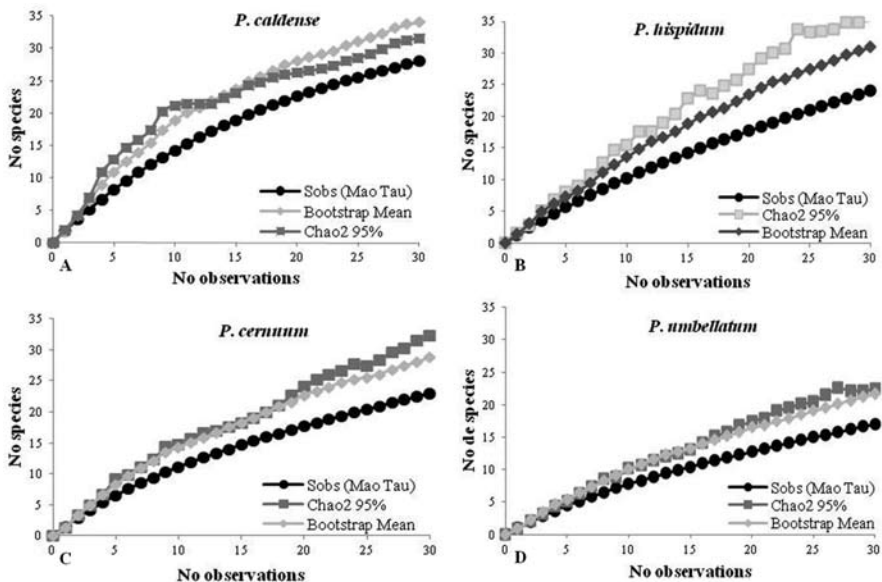 P. caldense
35
30
25
20
15
10
5
0
No species
Sobs (Mao Tau)
Bootstrap Mean
Chao2 95%
A
0 5 10 15 20 25 30
No observations
P. hispidum
35
30
25
20
15
10
5
0
No species
Sobs (Mao Tau)
Chao2 95%
Bootstrap Mean
B
0 5 10 15 20 25 30
No observations
P. cernuum
35
30
25
20
15
10
5
0
No species
Sobs (Mao Tau)
Chao2 95%
Bootstrap Mean
C
0 5 10 15 20 25 30
No observations
P. umbellatum
35
30
25
20
15
10
5
0
No de species
Sobs (Mao Tau)
Chao2 95%
Bootstrap Mean
D
0 5 10 15 20 25 30
No observations